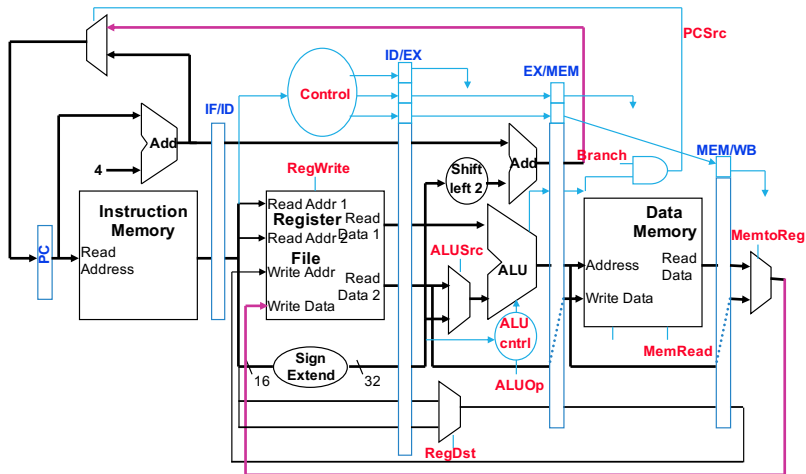 PCSrc
ID/EX
EX/MEM
Control
IF/ID
Add
MEM/WB
Branch
4
RegWrite
Shift
left 2
Add
Instruction
Memory
Read
Address
PC
Read Addr 1
Register
Read Addr 2
File
Write Addr
Write Data
Read
Data 1
Read
Data 2
ALUSrc
ALU
Data
Memory
Address
Read
Data
Write Data
MemtoReg
ALU
cntrl
MemRead
16
Sign
Extend
32
ALUOp
RegDst